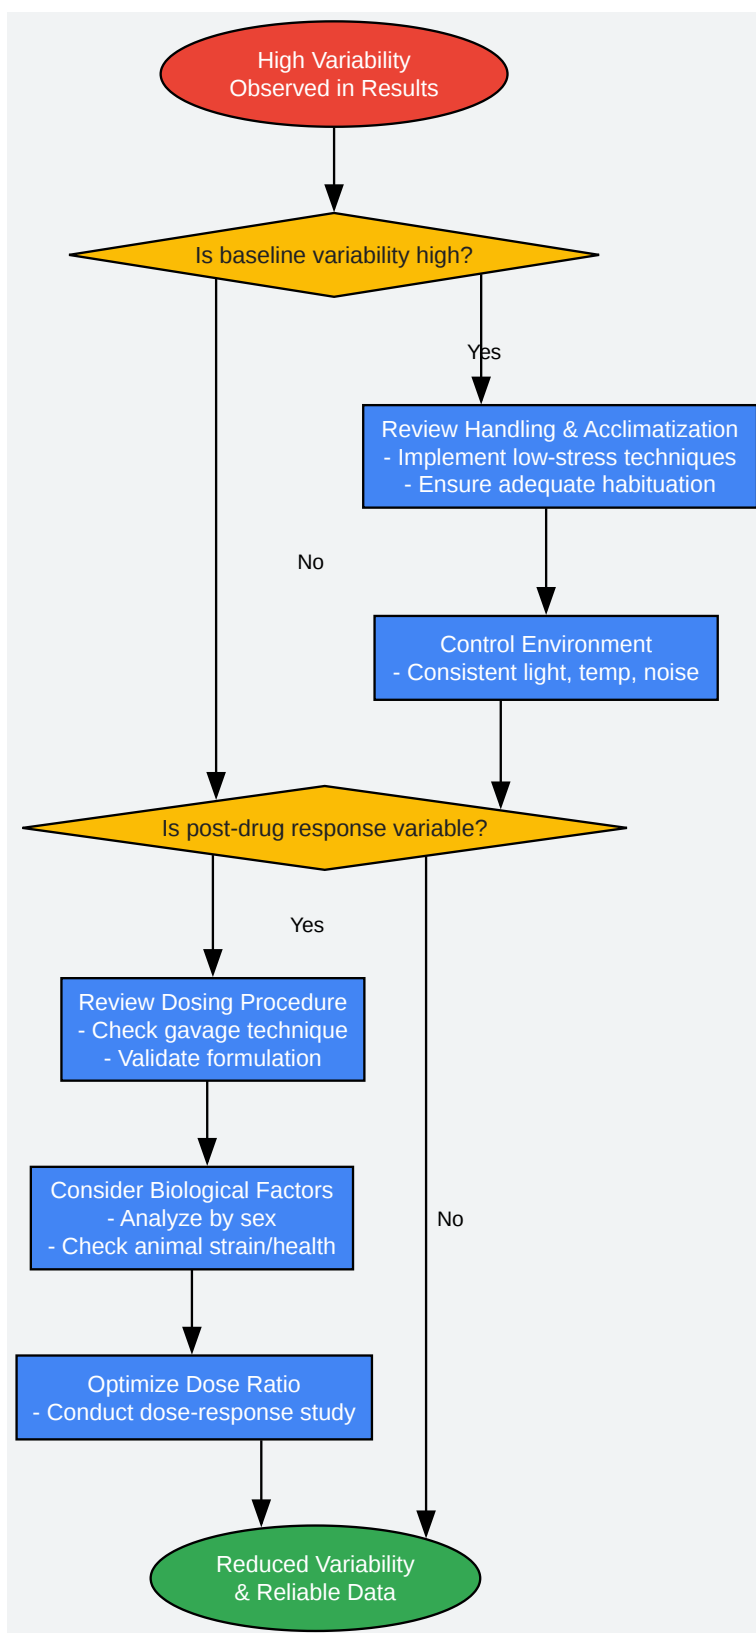 High Variability
Observed in Results
Is baseline variability high?
Yes
Review Handling & Acclimatization
- Implement low-stress techniques
- Ensure adequate habituation
No
Control Environment
- Consistent light, temp, noise
Is post-drug response variable?
Yes
Review Dosing Procedure
- Check gavage technique
- Validate formulation
Consider Biological Factors
- Analyze by sex
- Check animal strain/health
No
Optimize Dose Ratio
- Conduct dose-response study
Reduced Variability
& Reliable Data